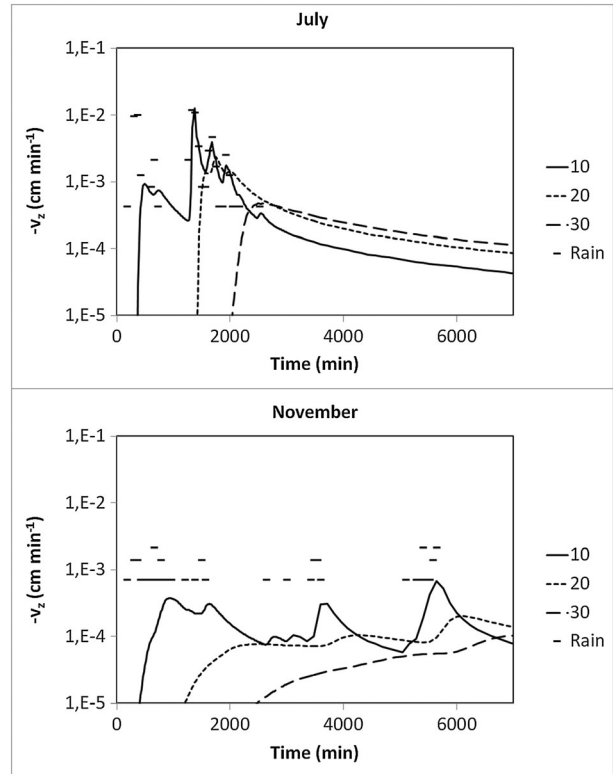 July
1,E-1
1,E-2
1,E-3
1,E-4
1,E-5
-vz (cm min-1)
0 2000 4000 6000
Time (min)
10
20
30
Rain
November
1,E-1
1,E-2
1,E-3
1,E-4
1,E-5
-vz (cm min-1)
0 2000 4000 6000
Time (min)
10
20
30
Rain